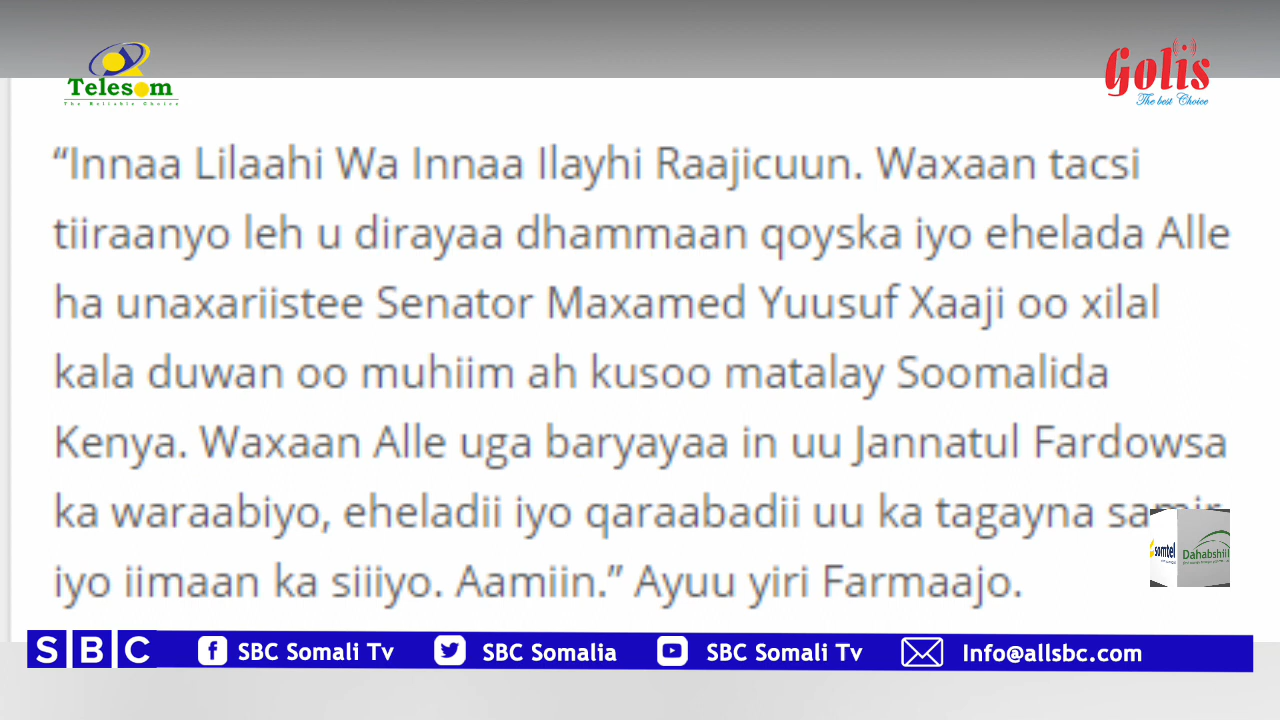 Telesom
The Reliable Choice
Golis
The best Choice
“Innaa Lilaahi Wa Innaa Ilayhi Raajicuun. Waxaan tacsi
tiiraanyo leh u dirayaa dhammaan qoyska iyo ehelada Alle
ha unaxariistee Senator Maxamed Yuusuf Xaaji oo xilal
kala duwan oo muhiim ah kusoo matalay Soomalida
Kenya. Waxaan Alle uga baryayaa in uu Jannatul Fardowsa
ka waraabiyo, eheladii iyo qaraabadii uu ka tagayna
iyo iimaan ka siiiyo. Aamiin.” Ayuu yiri Farmaajo.
somtel
Dahabshiil
SBC
SBC Somali Tv
SBC Somalia
SBC Somali Tv
Info@allsbc.com